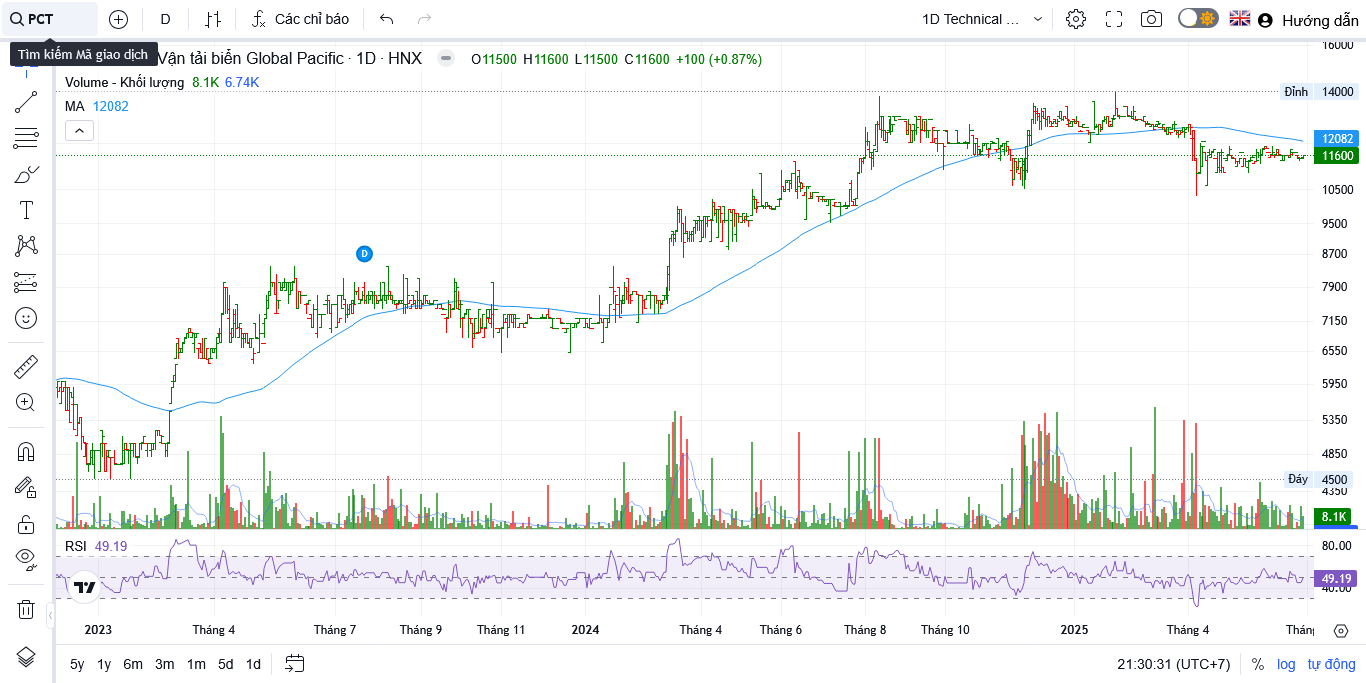 PCT
D
Các chỉ báo
1D Technical ...
Hướng dẫn
Tìm kiếm Mã giao dịch
Vận tải biển Global Pacific · 1D · HNX
O11500 H11600 L11500 C11600 +100 (+0.87%)
Volume - Khối lượng 8.1K 6.74K
MA 12082
16000
Đỉnh 14000
12082
11600
10500
9500
8700
7900
7150
6550
5950
5350
4850
Đáy 4500
4350
8.1K
D
RSI 49.19
80.00
49.19
40.00
2023 Tháng 4 Tháng 7 Tháng 9 Tháng 11 2024 Tháng 4 Tháng 6 Tháng 8 Tháng 10 2025 Tháng 4 Thán
5y 1y 6m 3m 1m 5d 1d
21:30:31 (UTC+7) % log tự động